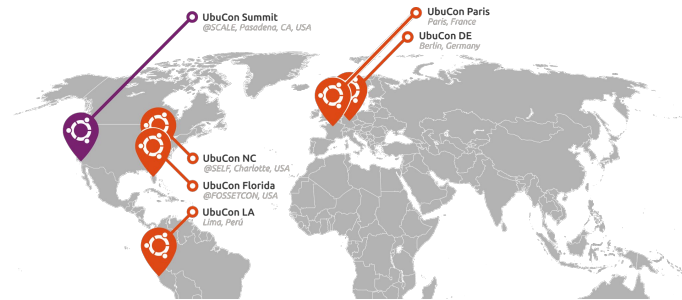 UbuCon Summit
@SCALE, Pasadena, CA, USA
UbuCon Paris
Paris, France
UbuCon DE
Berlin, Germany
UbuCon NC
@SELF, Charlotte, USA
UbuCon Florida
@FOSSETCON, USA
UbuCon LA
Lima, Perú